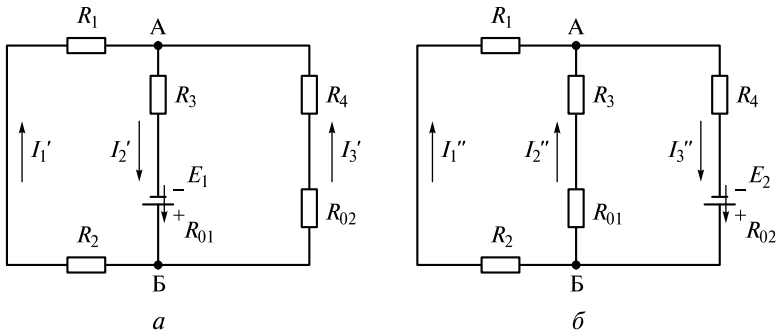 R1 А
R3 R4
I1′ I2′ I3′
− E1
+ R01 R02
R2
Б
а
R1 А
R3 R4
I1″ I2″ I3″
− E2
R01 + R02
R2
Б
б